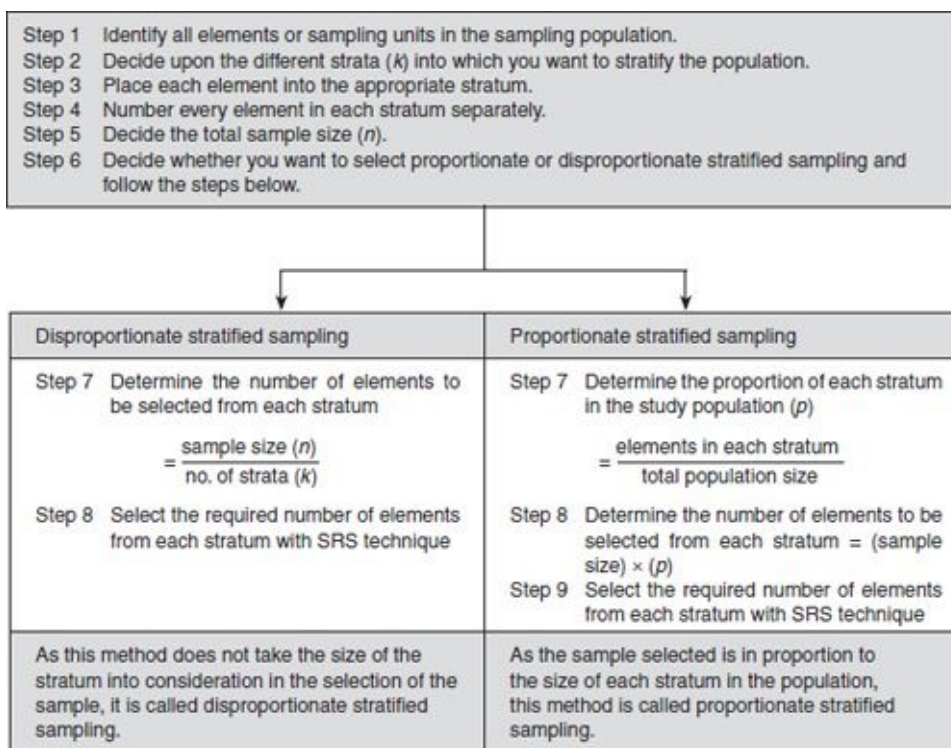 Step 1 Identify all elements or sampling units in the sampling population.
Step 2 Decide upon the different strata (k) into which you want to stratify the population.
Step 3 Place each element into the appropriate stratum.
Step 4 Number every element in each stratum separately.
Step 5 Decide the total sample size (n).
Step 6 Decide whether you want to select proportionate or disproportionate stratified sampling and
follow the steps below.
Disproportionate stratified sampling
Step 7 Determine the number of elements to
be selected from each stratum
= sample size (n)
no. of strata (k)
Step 8 Select the required number of elements
from each stratum with SRS technique
As this method does not take the size of the
stratum into consideration in the selection of the
sample, it is called disproportionate stratified
sampling.
Proportionate stratified sampling
Step 7 Determine the proportion of each stratum
in the study population (p)
= elements in each stratum
total population size
Step 8 Determine the number of elements to be
selected from each stratum = (sample
size) × (p)
Step 9 Select the required number of elements
from each stratum with SRS technique
As the sample selected is in proportion to
the size of each stratum in the population,
this method is called proportionate stratified
sampling.